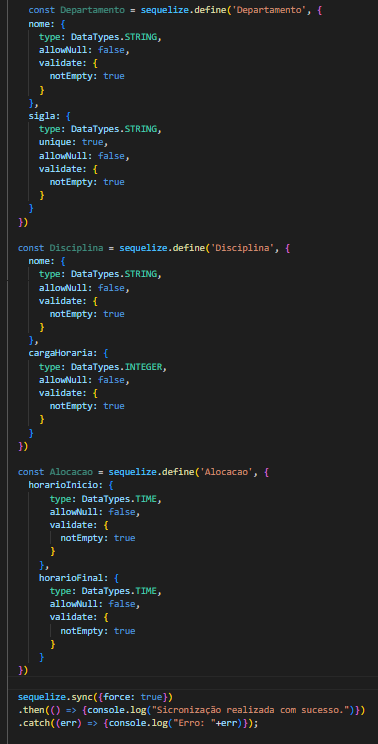 const Departamento = sequelize.define('Departamento', {
nome: {
type: DataTypes.STRING,
allowNull: false,
validate: {
notEmpty: true
}
},
sigla: {
type: DataTypes.STRING,
unique: true,
allowNull: false,
validate: {
notEmpty: true
}
}
})
const Disciplina = sequelize.define('Disciplina', {
nome: {
type: DataTypes.STRING,
allowNull: false,
validate: {
notEmpty: true
}
},
cargaHoraria: {
type: DataTypes.INTEGER,
allowNull: false,
validate: {
notEmpty: true
}
}
})
const Alocacao = sequelize.define('Alocacao', {
horarioInicio: {
type: DataTypes.TIME,
allowNull: false,
validate: {
notEmpty: true
}
},
horarioFinal: {
type: DataTypes.TIME,
allowNull: false,
validate: {
notEmpty: true
}
}
})
sequelize.sync({force: true})
.then(() => {console.log("Sicronização realizada com sucesso.")})
.catch((err) => {console.log("Erro: "+err)});